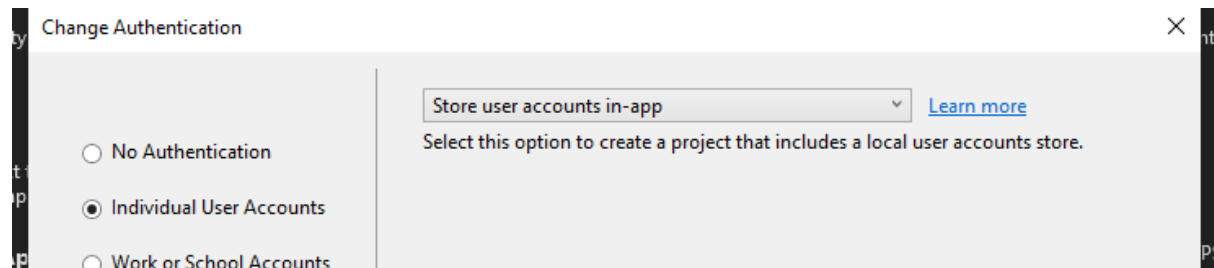 Change Authentication
Store user accounts in-app
Learn more
Select this option to create a project that includes a local user accounts store.
No Authentication
Individual User Accounts
Work or School Accounts